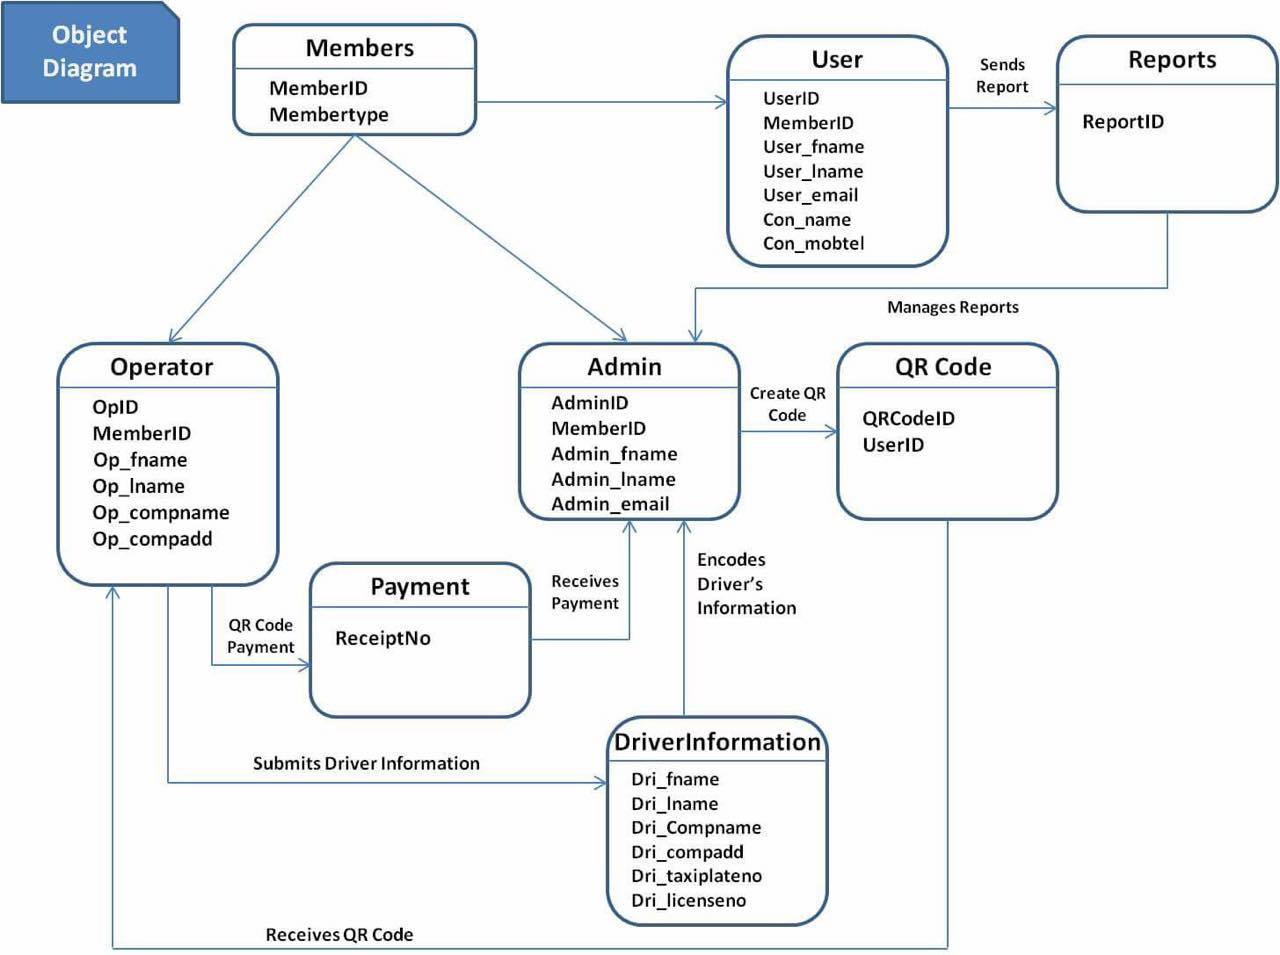 Object
Diagram
Members
MemberID
Membertype
User
UserID
MemberID
User_fname
User_lname
User_email
Con_name
Con_mobtel
Sends
Report
Reports
ReportID
Manages Reports
Operator
OpID
MemberID
Op_fname
Op_lname
Op_compname
Op_compadd
Admin
AdminID
MemberID
Admin_fname
Admin_lname
Admin_email
Create QR
Code
QR Code
QRCodeID
UserID
QR Code
Payment
Payment
ReceiptNo
Receives
Payment
Encodes
Driver's
Information
Submits Driver Information
DriverInformation
Dri_fname
Dri_lname
Dri_Compname
Dri_compadd
Dri_taxiplateno
Dri_licenseno
Receives QR Code